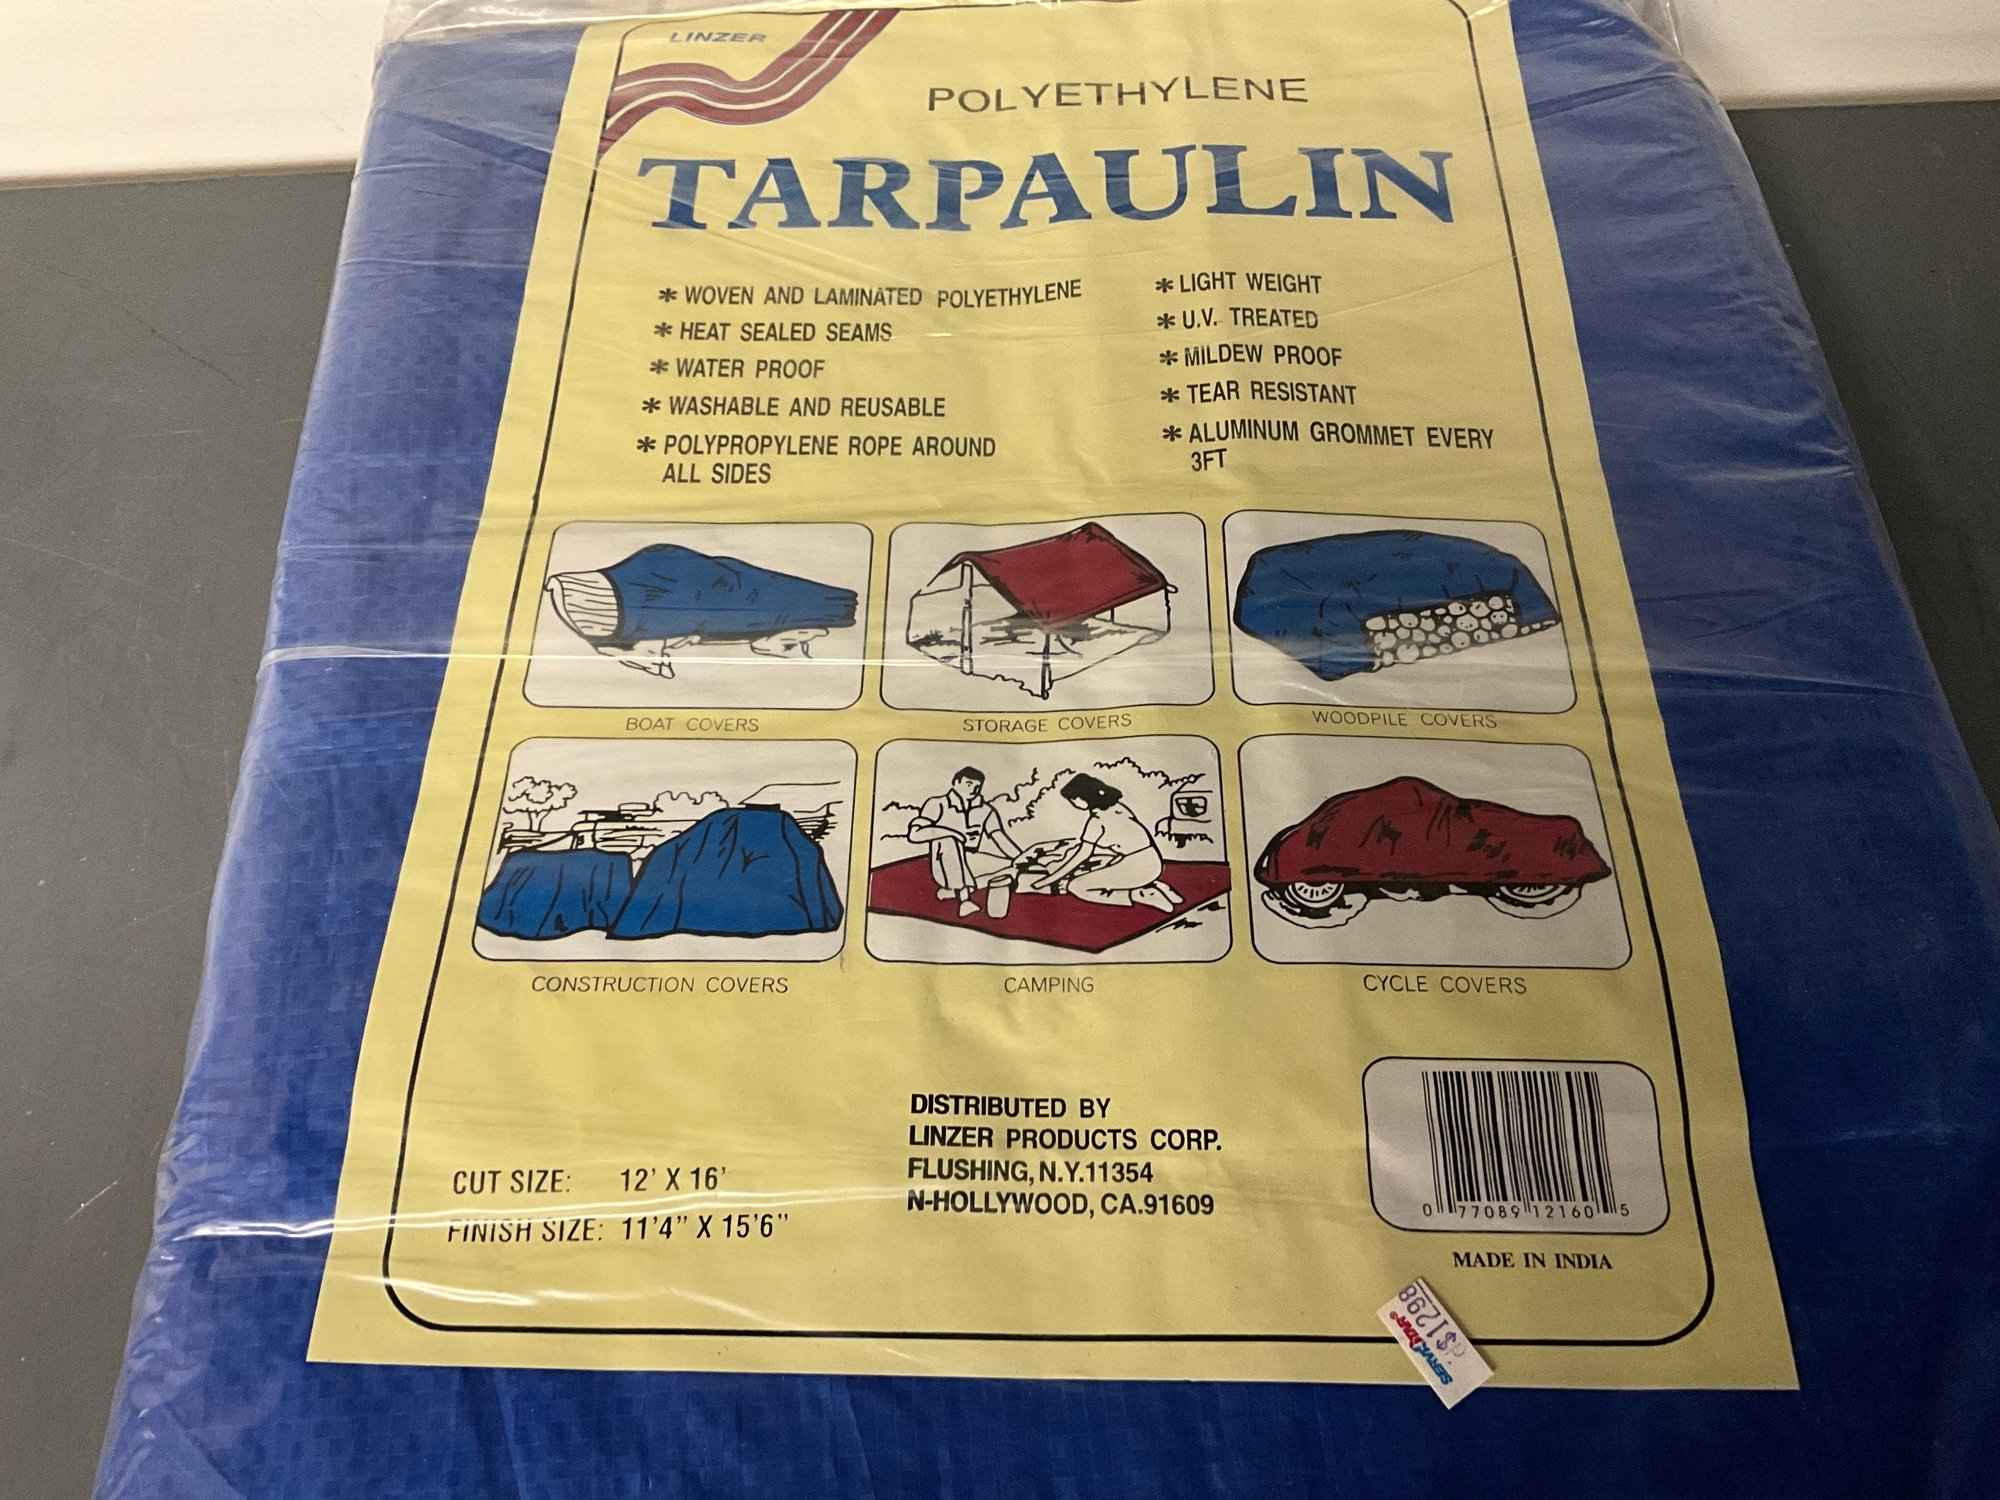 LINZER
POLYETHYLENE
TARPAULIN
* WOVEN AND LAMINATED POLYETHYLENE
* HEAT SEALED SEAMS
* WATER PROOF
* WASHABLE AND REUSABLE
* POLYPROPYLENE ROPE AROUND
ALL SIDES
* LIGHT WEIGHT
* U.V. TREATED
* MILDEW PROOF
* TEAR RESISTANT
* ALUMINUM GROMMET EVERY
3FT
BOAT COVERS
STORAGE COVERS
WOODPILE COVERS
CONSTRUCTION COVERS
CAMPING
CYCLE COVERS
CUT SIZE: 12' X 16'
FINISH SIZE: 11'4" X 15'6"
DISTRIBUTED BY
LINZER PRODUCTS CORP.
FLUSHING, N.Y.11354
N-HOLLYWOOD, CA.91609
0 77089 12160 5
MADE IN INDIA
SERVISTAR®
$1298